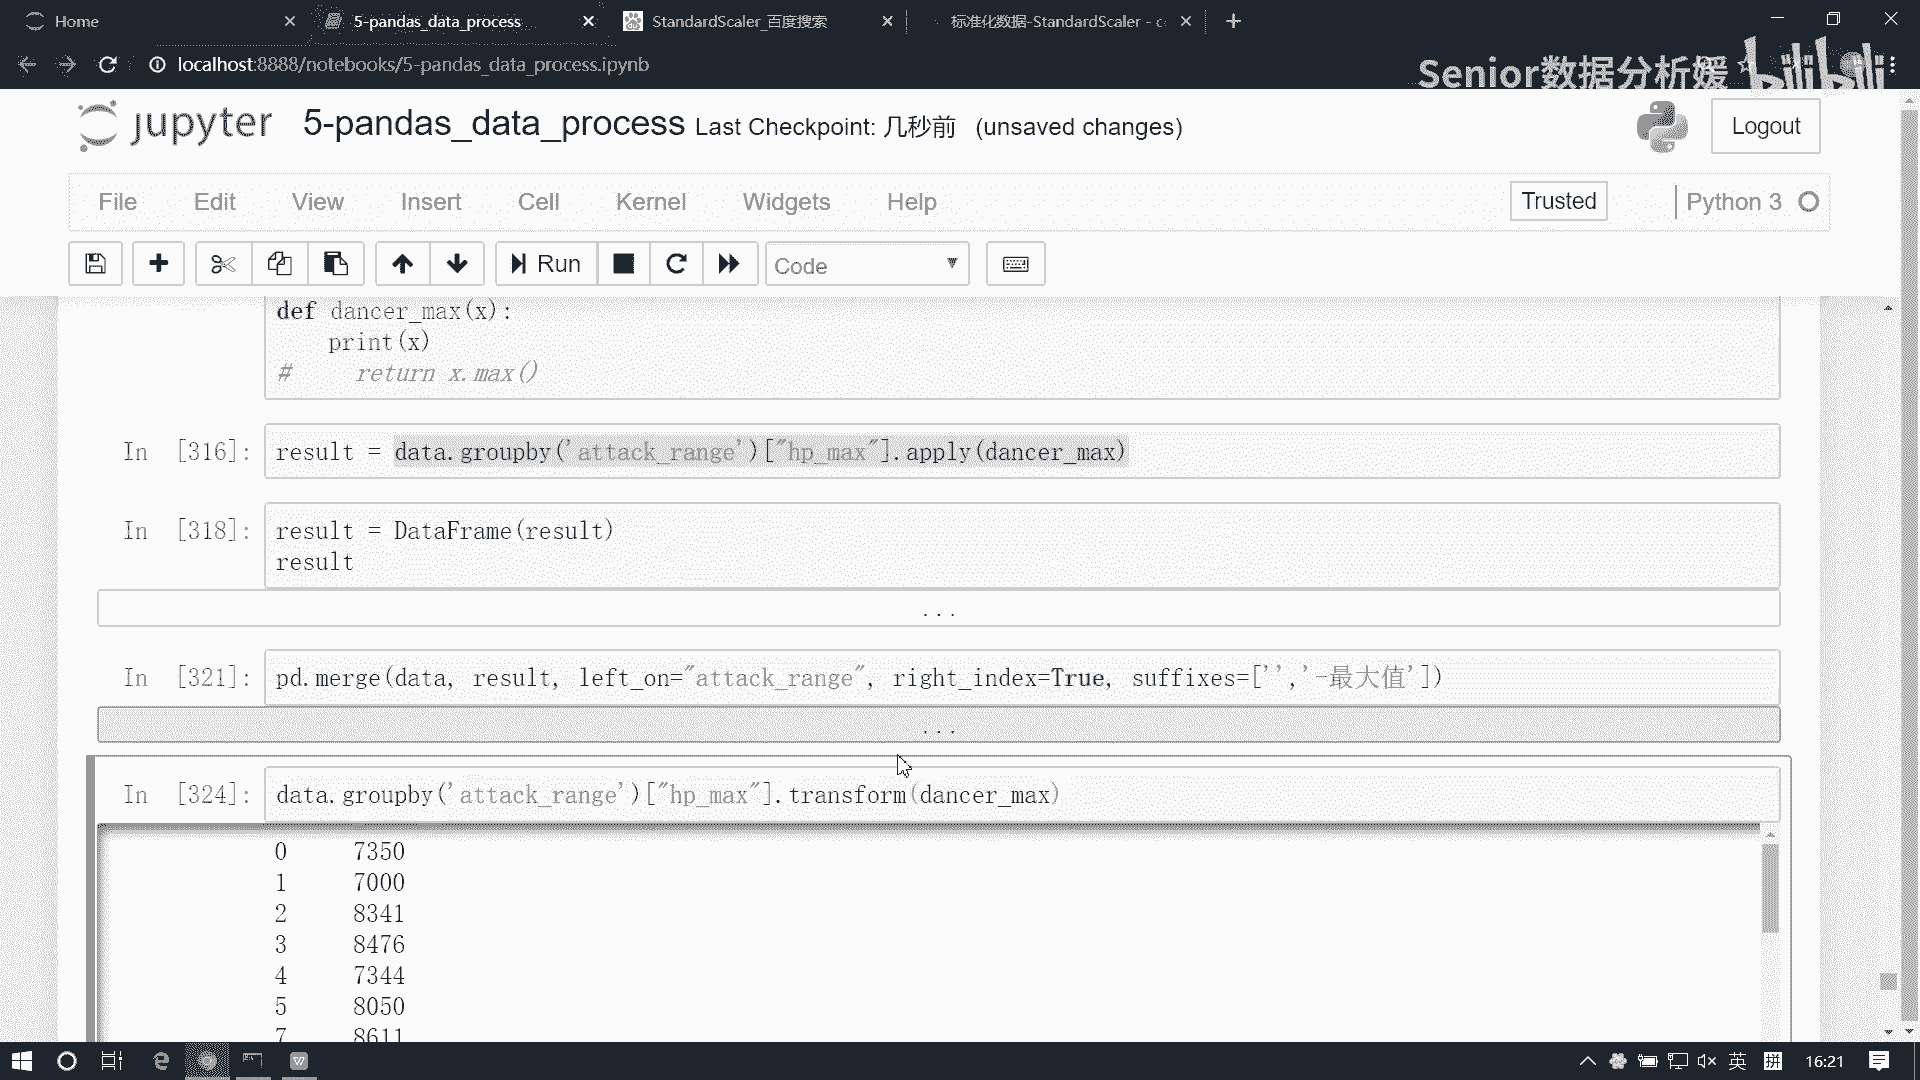 Home
5-pandas_data_process
StandardScaler_百度搜索
标准化数据-StandardScaler - c
localhost:8888/notebooks/5-pandas_data_process.ipynb
Senior数据分析媛 bilibili
jupyter 5-pandas_data_process Last Checkpoint: 几秒前 (unsaved changes)
Logout
File Edit View Insert Cell Kernel Widgets Help
Trusted
Python 3
Run
Code
def dancer_max(x):
print(x)
# return x.max()
In [316]: result = data.groupby('attack_range')["hp_max"].apply(dancer_max)
In [318]: result = DataFrame(result)
result
...
In [321]: pd.merge(data, result, left_on="attack_range", right_index=True, suffixes=['','-最大值'])
...
In [324]: data.groupby('attack_range')["hp_max"].transform(dancer_max)
0 7350
1 7000
2 8341
3 8476
4 7344
5 8050
7 8611
英
拼
16:21